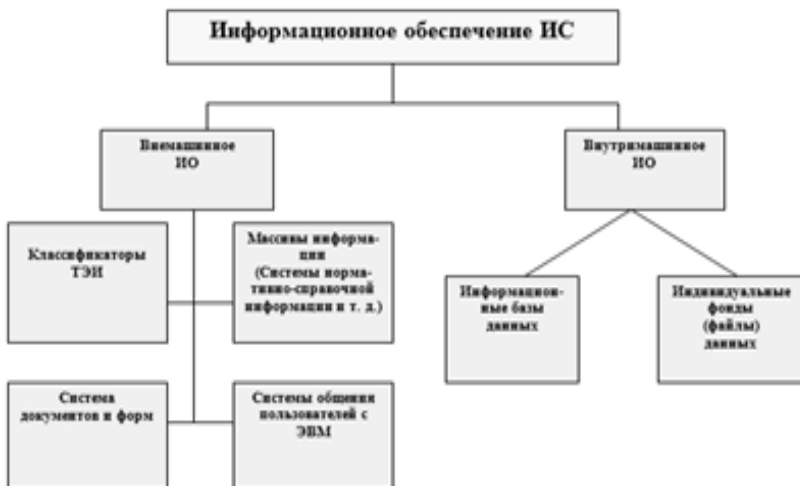 Информационное обеспечение ИС
Внемашинное
ИО
Внутримашинное
ИО
Классификаторы
ТЭИ
Массивы информа-
ции
(Системы норма-
тивно-справочной
информации и т. д.)
Информацион-
ные базы
данных
Индивидуальные
фонды
(файлы)
данных
Система
документов и форм
Системы общения
пользователей с
ЭВМ